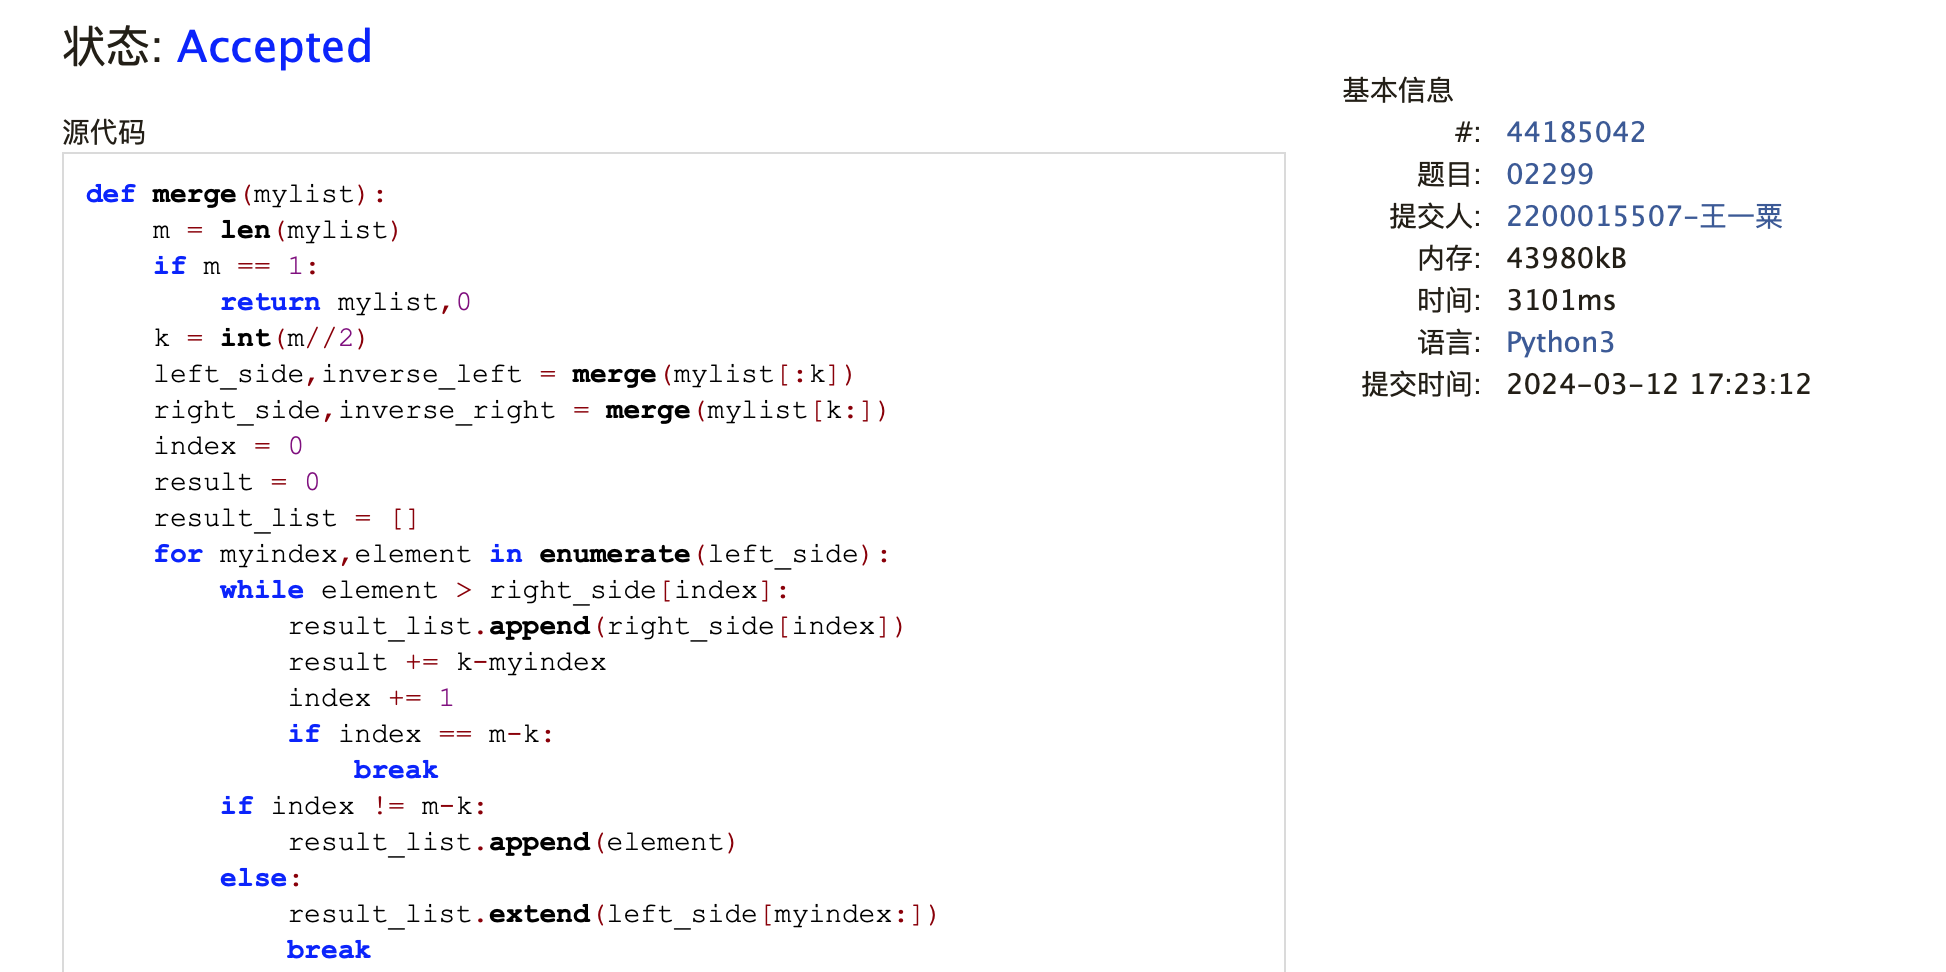 状态: Accepted
源代码
def merge(mylist):
    m = len(mylist)
    if m == 1:
        return mylist,0
    k = int(m//2)
    left_side,inverse_left = merge(mylist[:k])
    right_side,inverse_right = merge(mylist[k:])
    index = 0
    result = 0
    result_list = []
    for myindex,element in enumerate(left_side):
        while element > right_side[index]:
            result_list.append(right_side[index])
            result += k-myindex
            index += 1
            if index == m-k:
                break
        if index != m-k:
            result_list.append(element)
        else:
            result_list.extend(left_side[myindex:])
            break
基本信息
#: 44185042
题目: 02299
提交人: 2200015507-王一粟
内存: 43980kB
时间: 3101ms
语言: Python3
提交时间: 2024-03-12 17:23:12